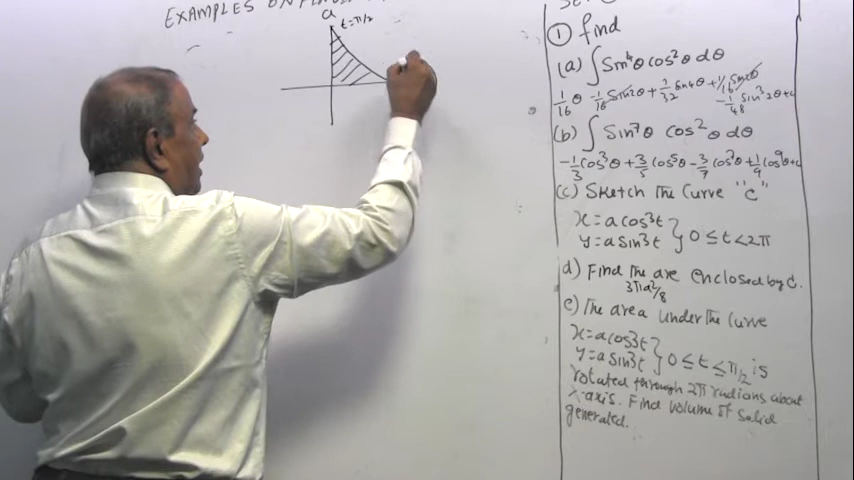 EXAMPLES ON
a
t=π/2
① find
(a) ∫ Sin⁴θ cos²θ dθ
1/16 θ - 1/16 Sin2θ + 1/32 Sin4θ + 1/16 Sin2θ
- 1/48 Sin³2θ + c
(b) ∫ Sin⁷θ cos²θ dθ
-1/3 cos³θ + 3/5 cos⁵θ - 3/7 cos⁷θ + 1/9 cos⁹θ + c
(c) Sketch the curve "C"
x = a cos³t
y = a sin³t } 0 ≤ t < 2π
d) Find the are enclosed by C.
3πa²/8
e) The area under the curve
x = a cos³t
y = a sin³t } 0 ≤ t ≤ π/2 is
rotated through 2π radians about
x-axis. Find volume of solid
generated.